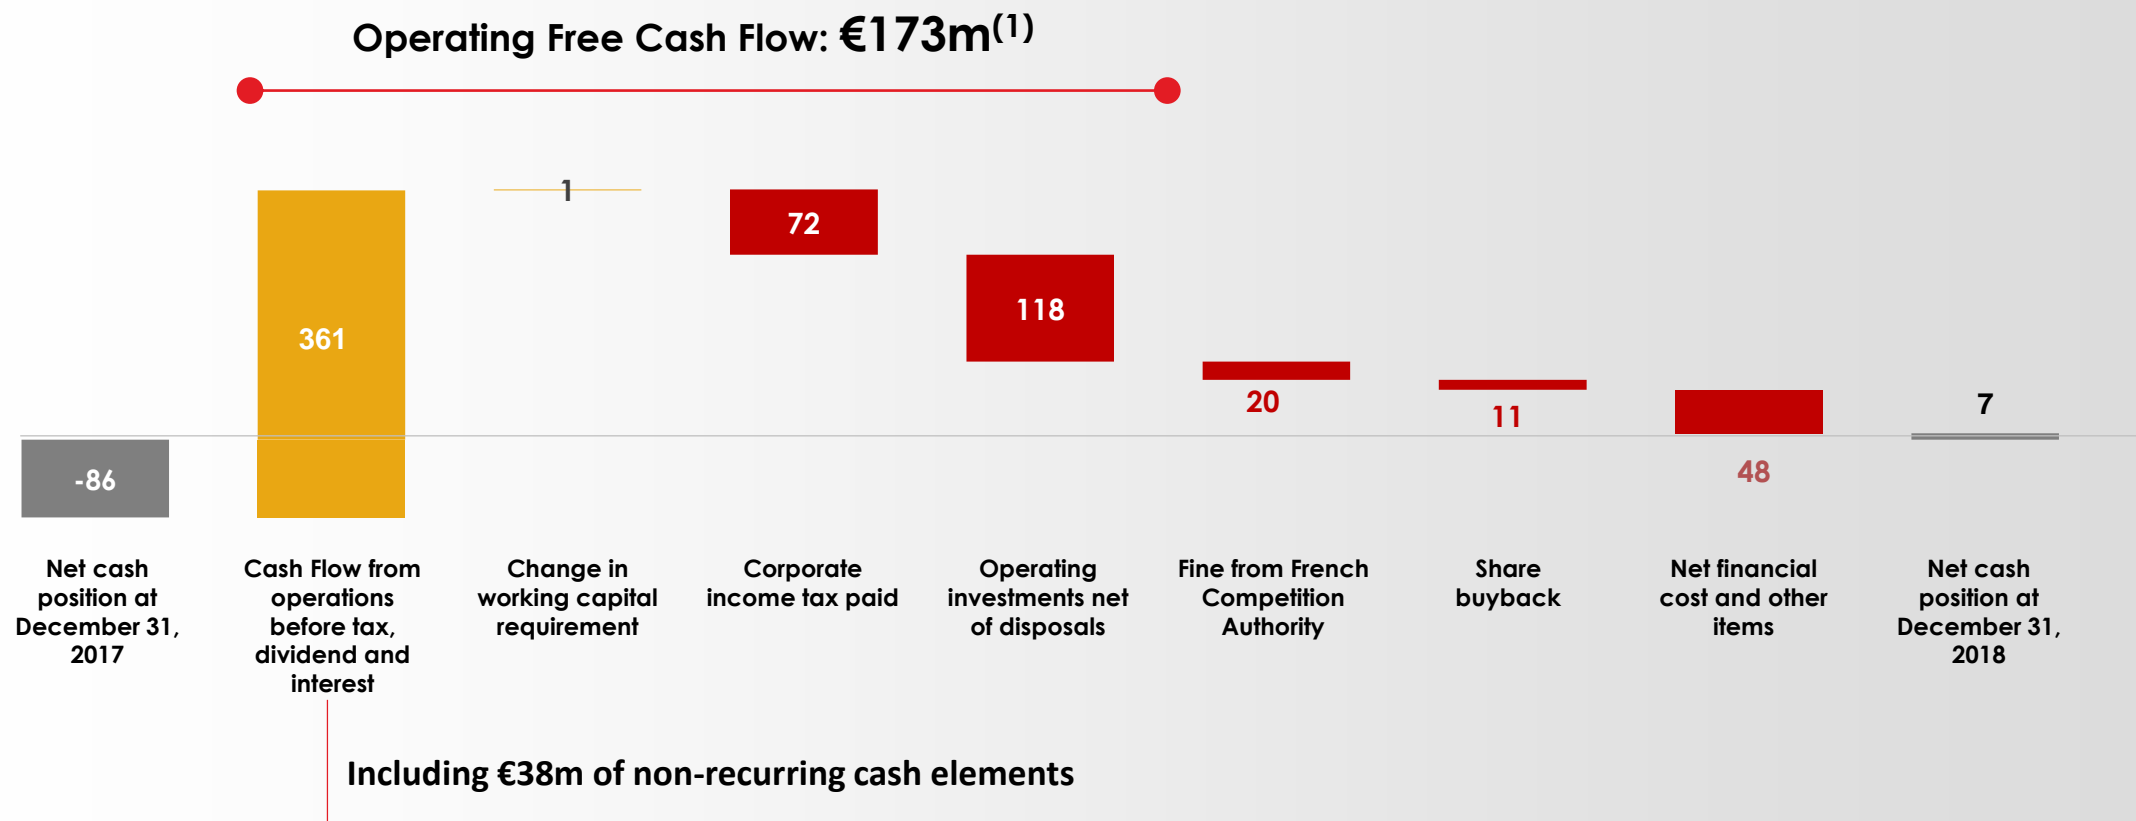 Operating Free Cash Flow: €173m(1)
361
1
72
118
20
11
48
7
-86
Net cash
position at
December 31,
2017
Cash Flow from
operations
before tax,
dividend and
interest
Change in
working capital
requirement
Corporate
income tax paid
Operating
investments net
of disposals
Fine from French
Competition
Authority
Share
buyback
Net financial
cost and other
items
Net cash
position at
December 31,
2018
Including €38m of non-recurring cash elements